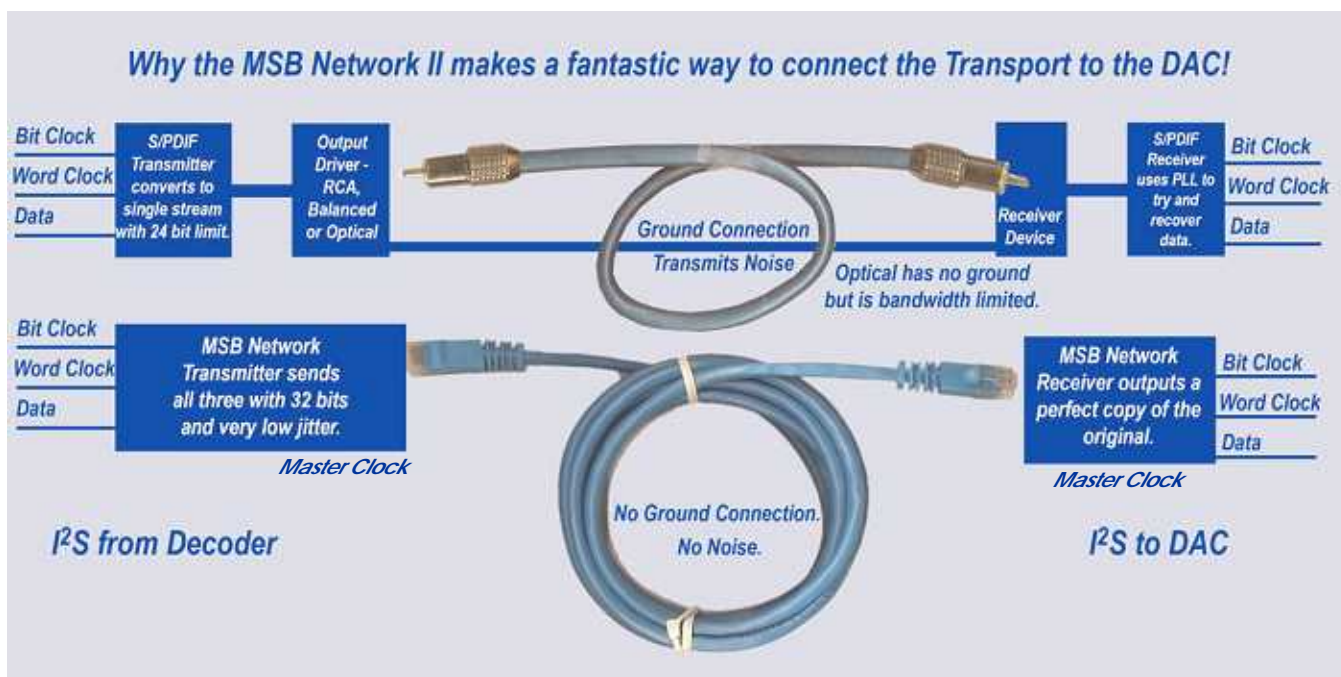 Why the MSB Network II makes a fantastic way to connect the Transport to the DAC!
Bit Clock
Word Clock
Data
S/PDIF
Transmitter
converts to
single stream
with 24 bit limit.
Output
Driver -
RCA,
Balanced
or Optical
Ground Connection
Transmits Noise
Optical has no ground
but is bandwidth limited.
Receiver
Device
S/PDIF
Receiver
uses PLL to
try and
recover
data.
Bit Clock
Word Clock
Data
Bit Clock
Word Clock
Data
MSB Network
Transmitter sends
all three with 32 bits
and very low jitter.
Master Clock
No Ground Connection.
No Noise.
MSB Network
Receiver outputs a
perfect copy of the
original.
Master Clock
Bit Clock
Word Clock
Data
I²S from Decoder
I²S to DAC